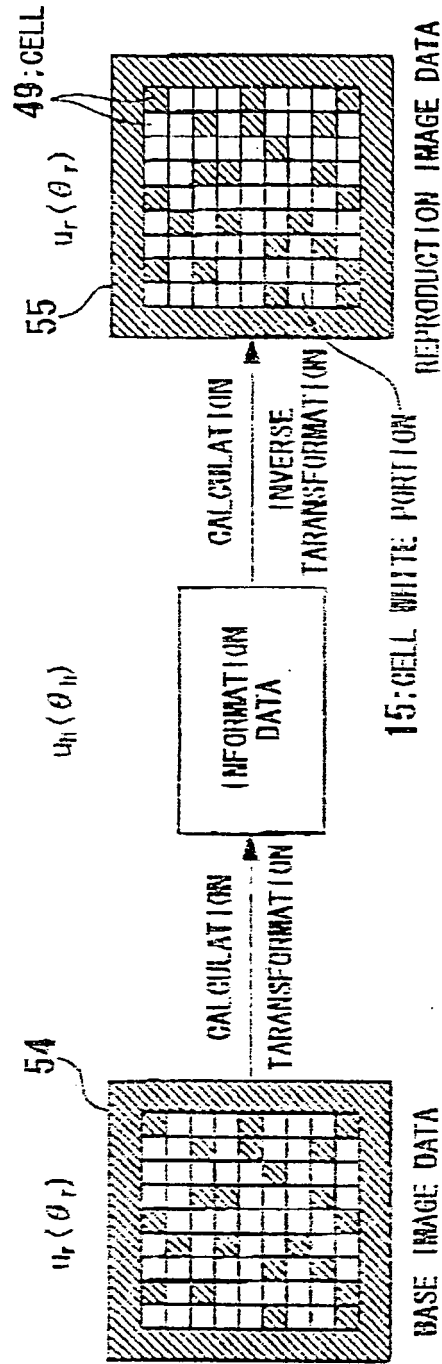 u_r(θ_r)
54
BASE IMAGE DATA
CALCULATION
TARANSFORMATION
u_h(θ_h)
INFORMATION
DATA
CALCULATION
INVERSE
TARANSFORMATION
u_r(θ_r)
55
49;CELL
15;CELL WHITE PORTION
REPRODUCTION IMAGE DATA